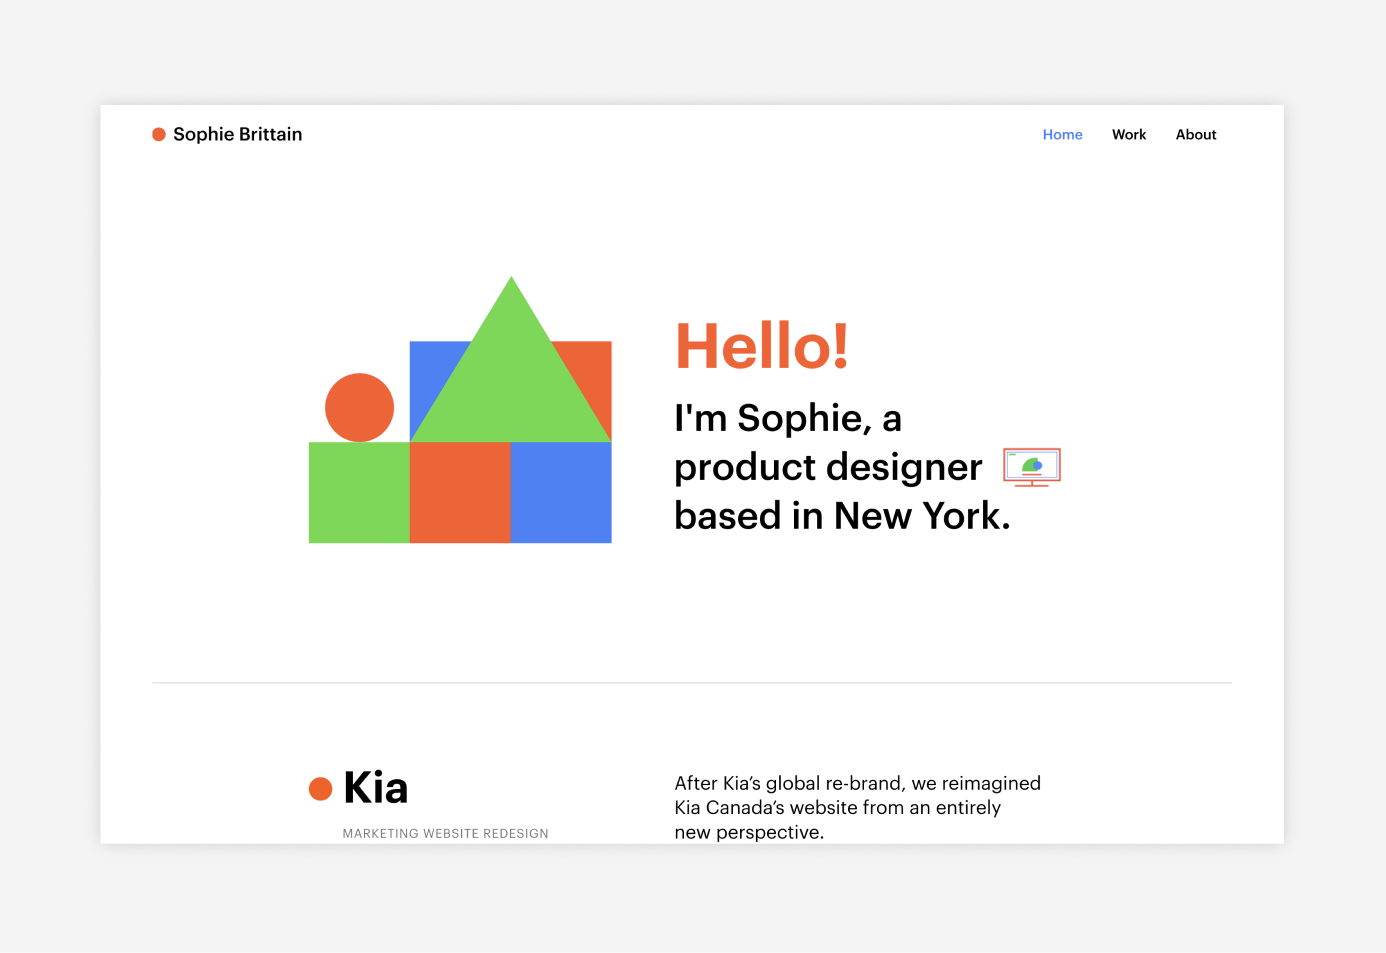 Sophie Brittain
Home Work About
Hello!
I'm Sophie, a
product designer
based in New York.
Kia
MARKETING WEBSITE REDESIGN
After Kia’s global re-brand, we reimagined
Kia Canada’s website from an entirely
new perspective.